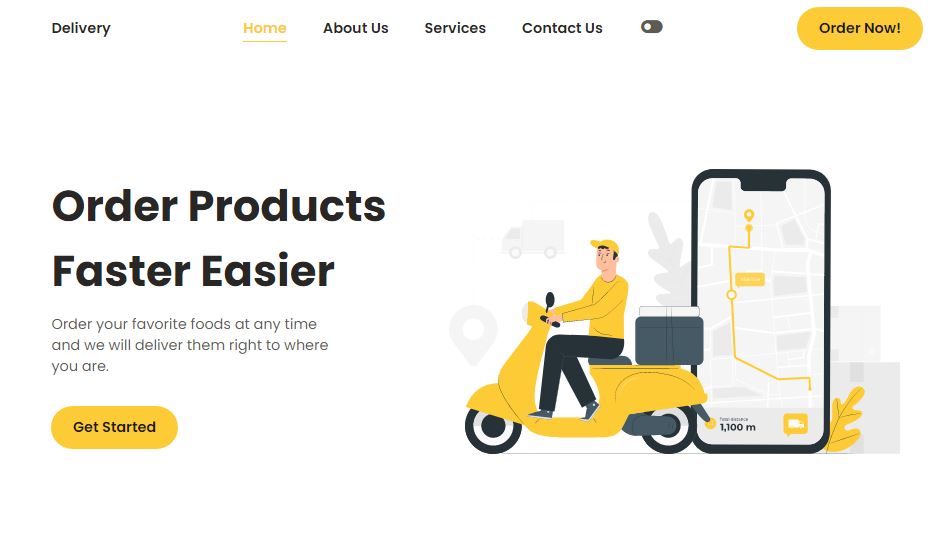 Delivery
Home
About Us
Services
Contact Us
Order Now!
Order Products
Faster Easier
Order your favorite foods at any time
and we will deliver them right to where
you are.
Get Started
Total distance
1,100 m